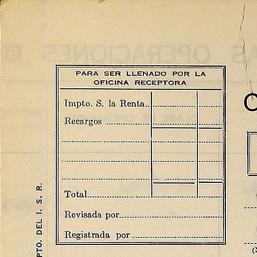 PARA SER LLENADO POR LA
OFICINA RECEPTORA
Impto. S. la Renta..
Recargos
Total
Revisada por
Registrada por
PTO. DEL I. S. R.